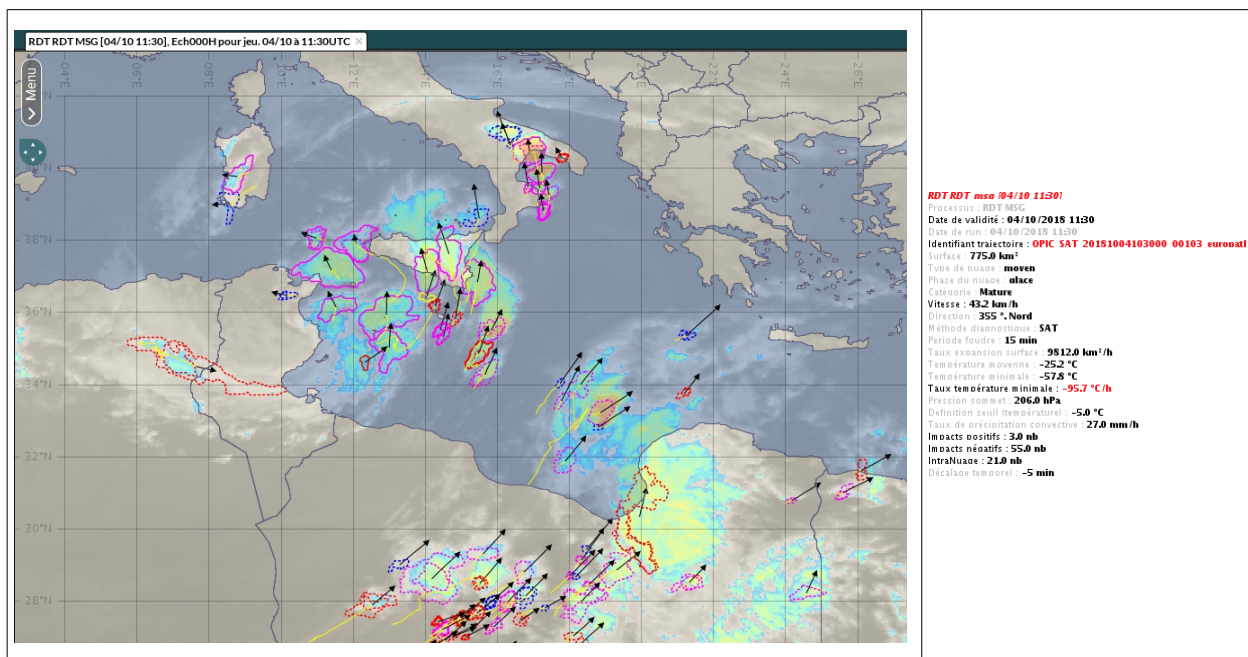 RDT RDT MSG [04/10 11:30], Ech000H pour jeu. 04/10 à 11:30UTC ×
Menu
04°E
06°E
08°E
10°E
12°E
14°E
16°E
18°E
20°E
22°E
24°E
26°E
38°N
36°N
34°N
32°N
30°N
28°N
RDT RDT msg [04/10 11:30]
Processus : RDT MSG
Date de validité : 04/10/2018 11:30
Date de run : 04/10/2018 11:30
Identifiant trajectoire : OPIC SAT 20181004103000 00103
Surface : 775.0 km²
Type de nuage : moyen
Phase du nuage : glace
Catégorie : Mature
Vitesse : 43.2 km/h
Direction : 355 °. Nord
Méthode diagnostique : SAT
Periode foudre : 15 min
Taux expansion surface : 9812.0 km²/h
Température moyenne : -25.2 °C
Température minimale : -57.8 °C
Taux température minimale : -95.7 °C/h
Pression sommet : 206.0 hPa
Definition seuil (température) : -5.0 °C
Taux de précipitation convective : 27.0 mm/h
Impacts positifs : 3.0 nb
Impacts négatifs : 55.0 nb
IntraNuage : 21.0 nb
Décalage temporel : -5 min